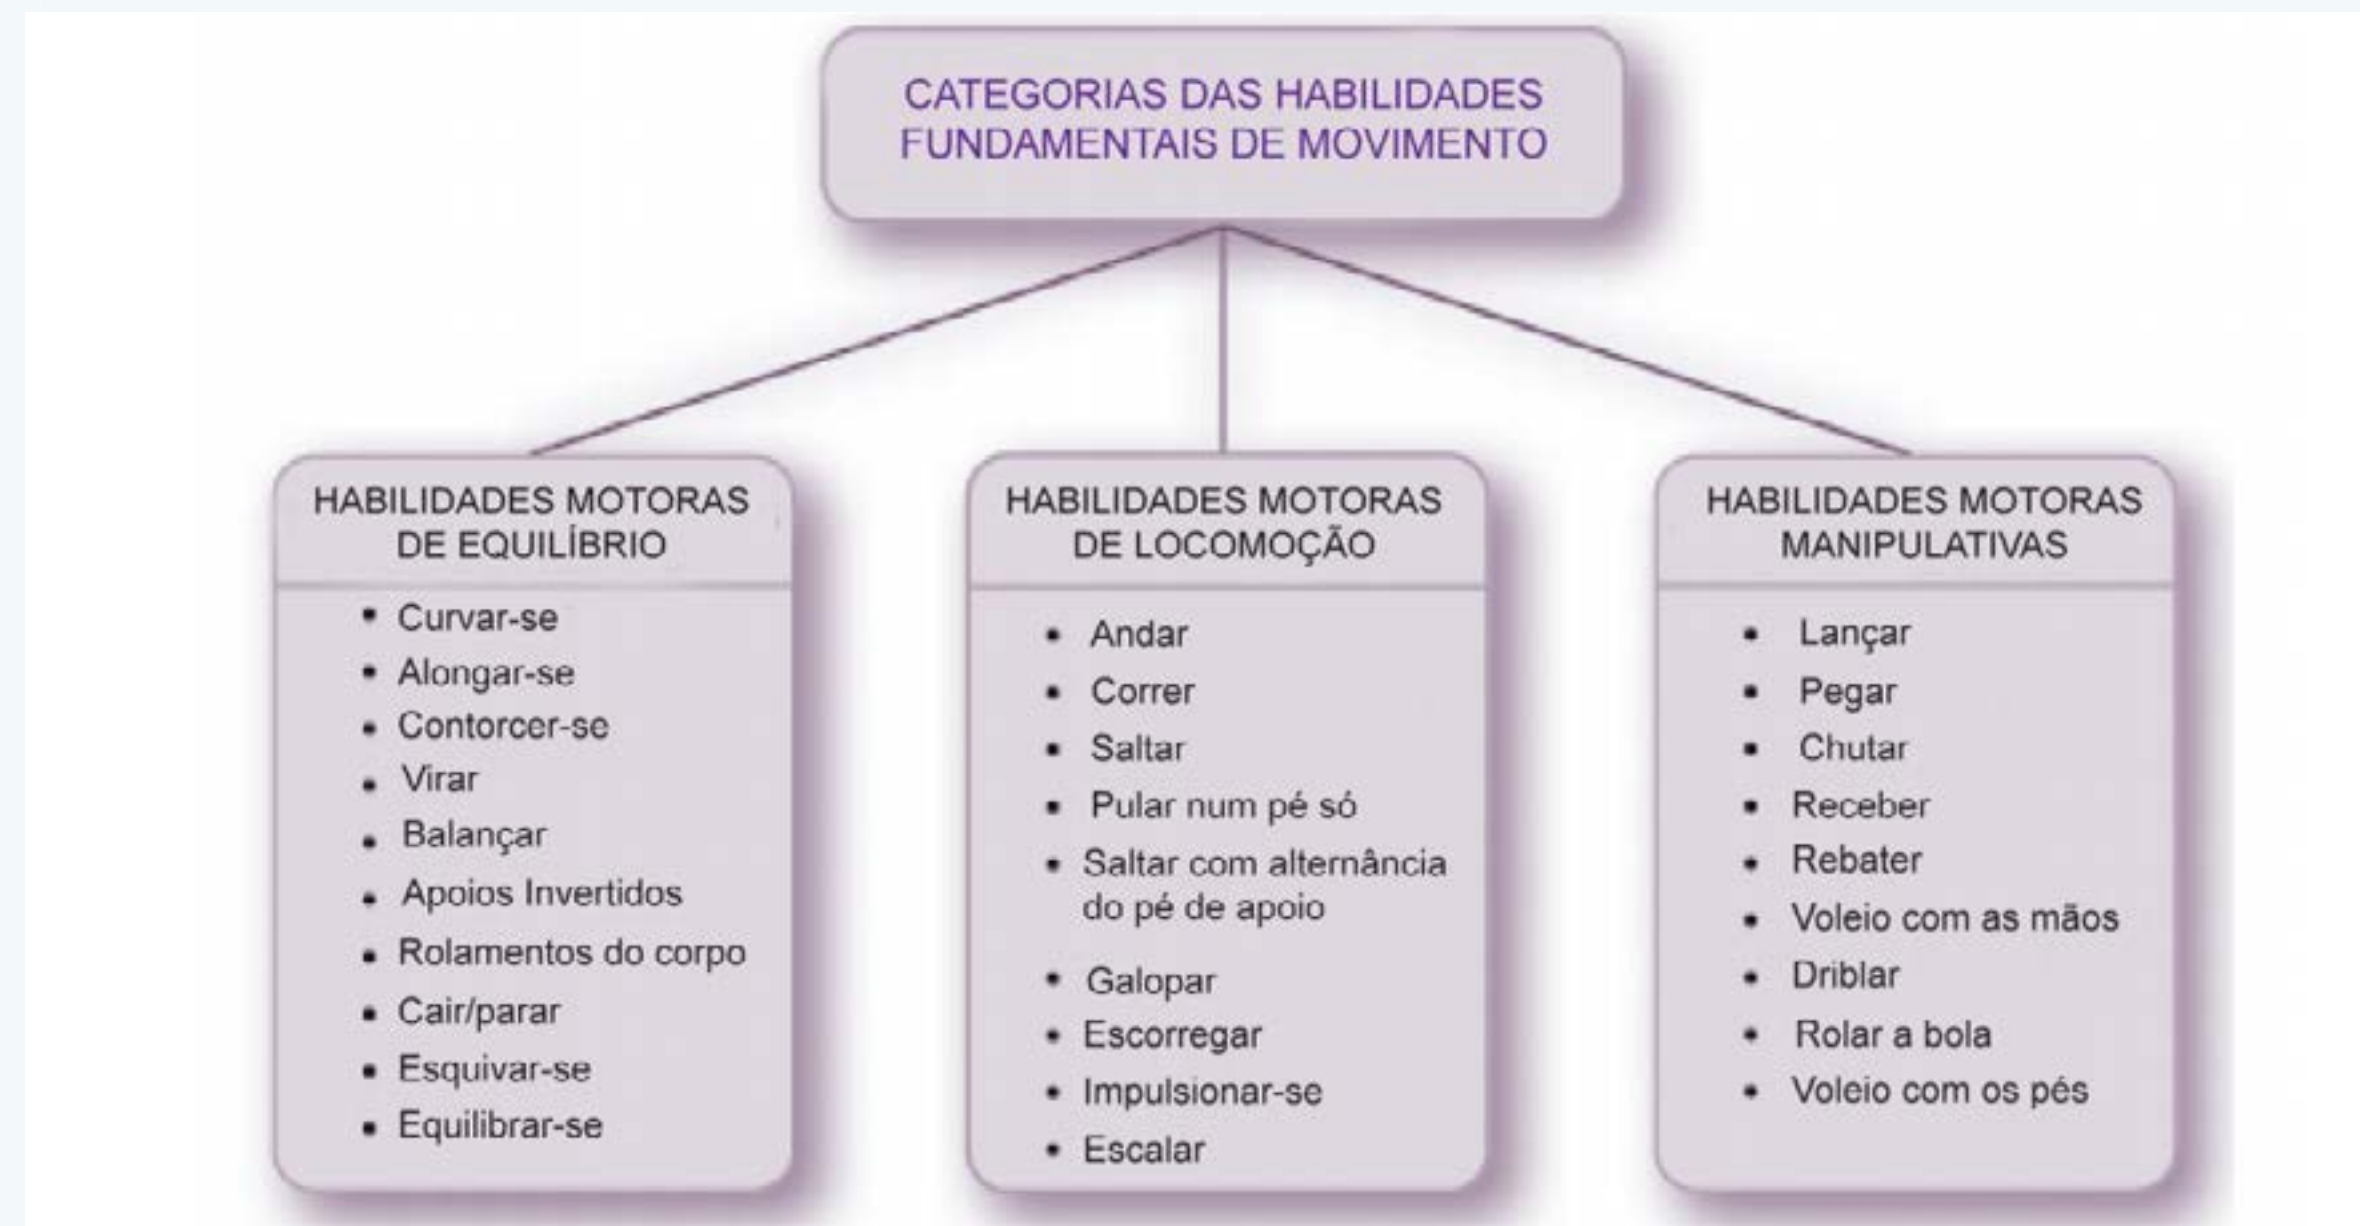 CATEGORIAS DAS HABILIDADES
FUNDAMENTAIS DE MOVIMENTO
HABILIDADES MOTORAS
DE EQUILÍBRIO
• Curvar-se
• Alongar-se
• Contorcer-se
• Virar
• Balançar
• Apoios Invertidos
• Rolamentos do corpo
• Cair/parar
• Esquivar-se
• Equilibrar-se
HABILIDADES MOTORAS
DE LOCOMOÇÃO
• Andar
• Correr
• Saltar
• Pular num pé só
• Saltar com alternância
do pé de apoio
• Galopar
• Escorregar
• Impulsionar-se
• Escalar
HABILIDADES MOTORAS
MANIPULATIVAS
• Lançar
• Pegar
• Chutar
• Receber
• Rebater
• Voleio com as mãos
• Driblar
• Rolar a bola
• Voleio com os pés